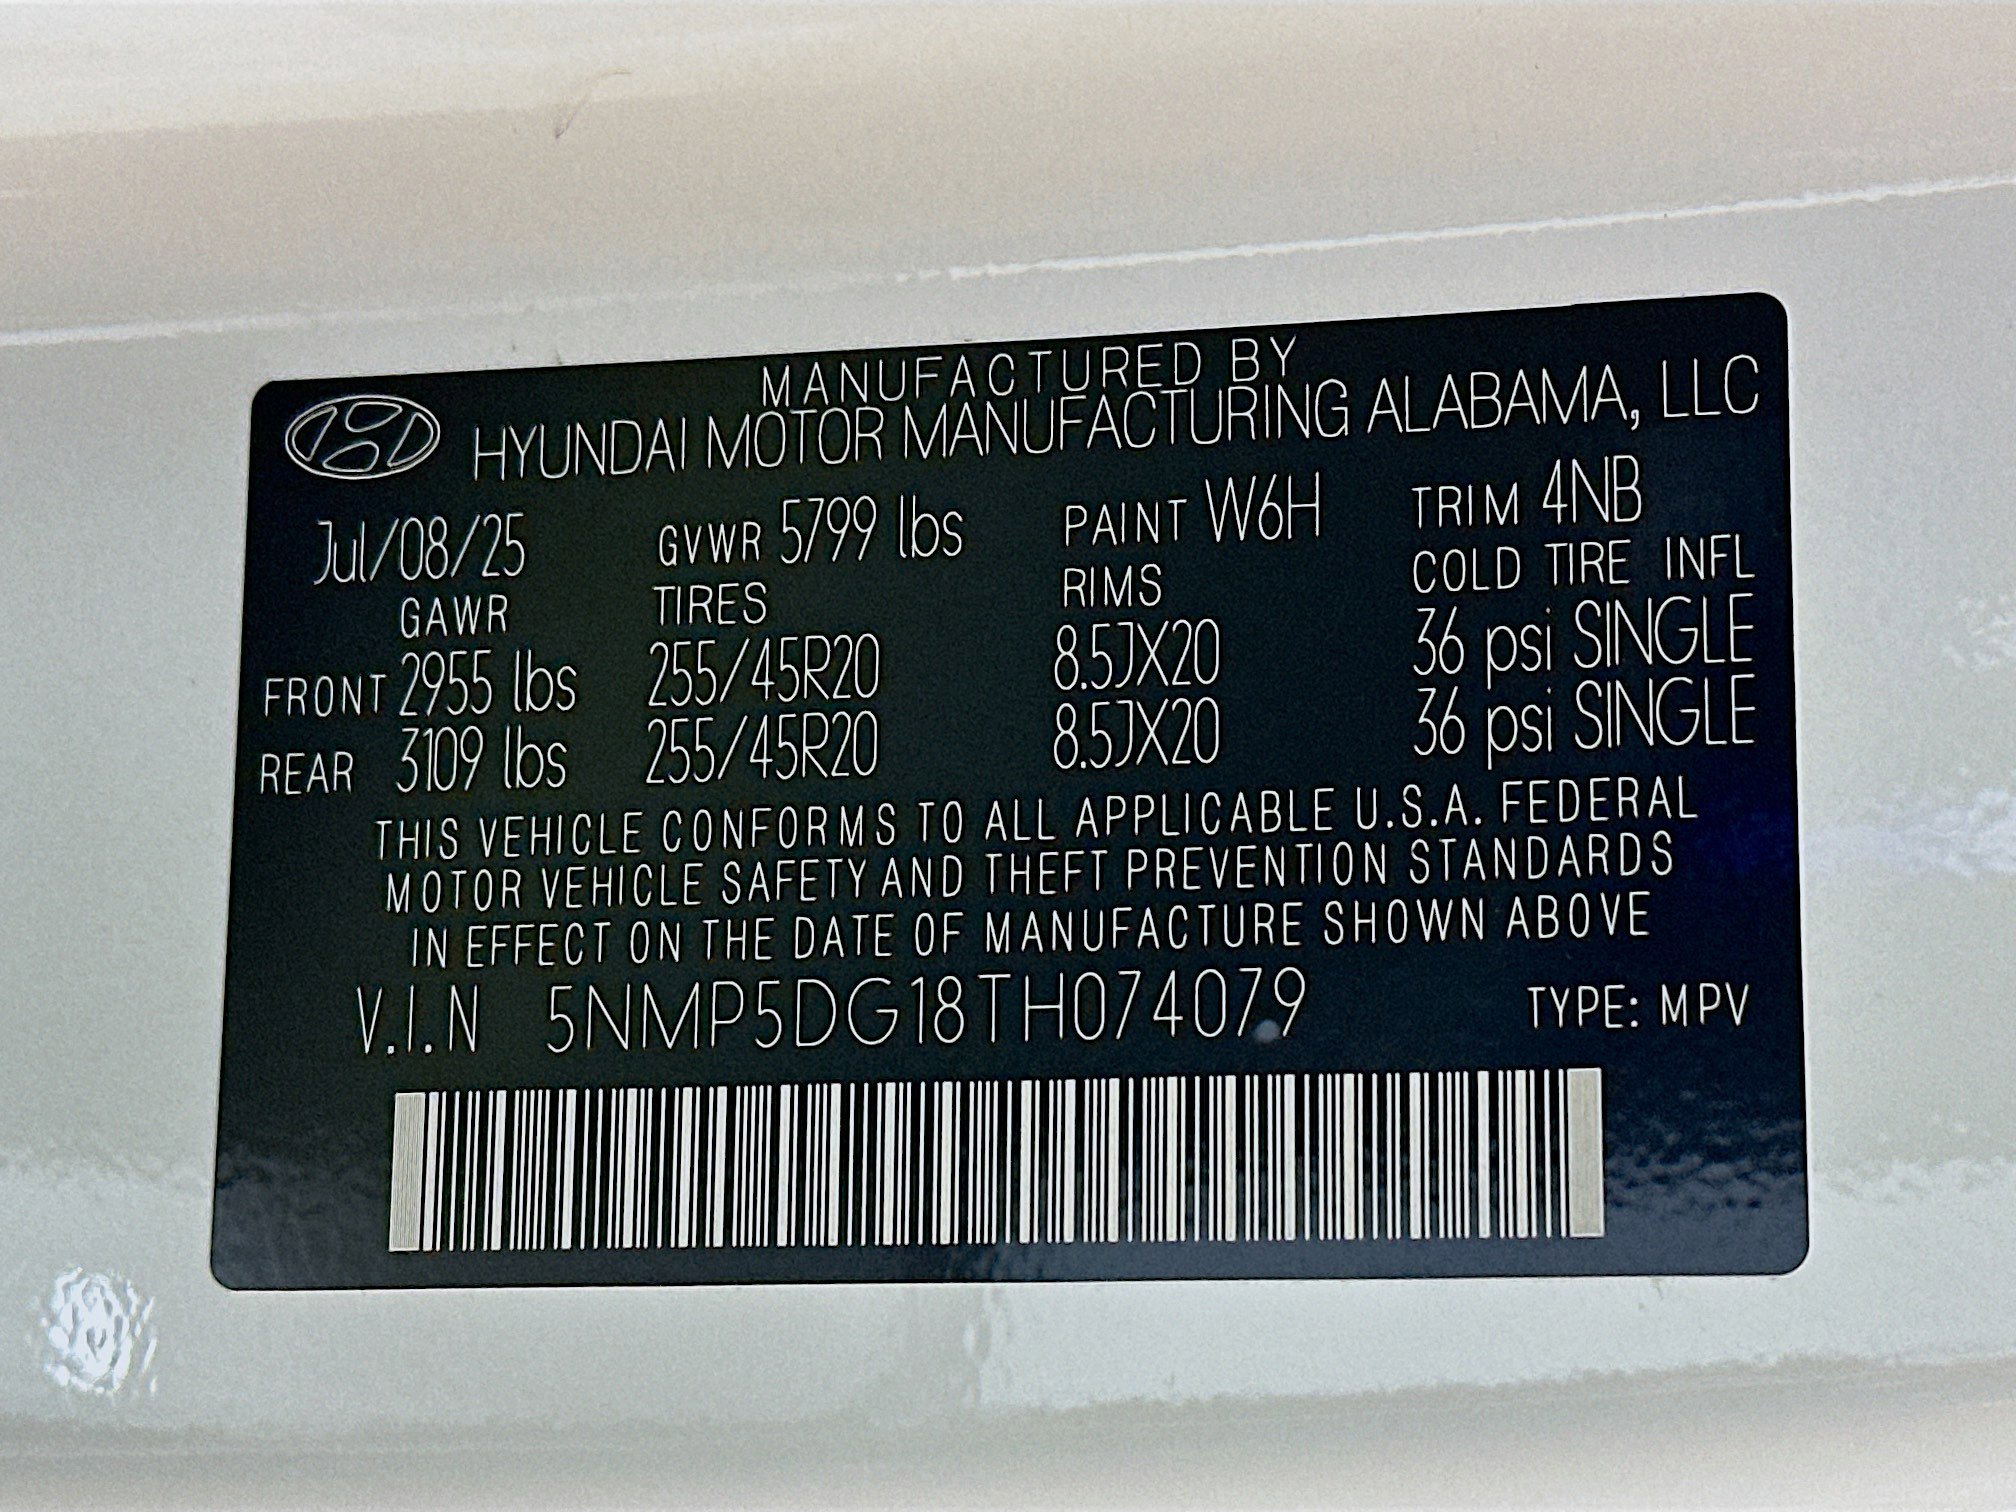 MANUFACTURED BY
HYUNDAI MOTOR MANUFACTURING ALABAMA, LLC
Jul/08/25 GVWR 5799 lbs PAINT W6H TRIM 4NB
GAWR TIRES RIMS COLD TIRE INFL
FRONT 2955 lbs 255/45R20 8.5JX20 36 psi SINGLE
REAR 3109 lbs 255/45R20 8.5JX20 36 psi SINGLE
THIS VEHICLE CONFORMS TO ALL APPLICABLE U.S.A. FEDERAL
MOTOR VEHICLE SAFETY AND THEFT PREVENTION STANDARDS
IN EFFECT ON THE DATE OF MANUFACTURE SHOWN ABOVE
V.I.N 5NMP5DG18TH074079 TYPE: MPV